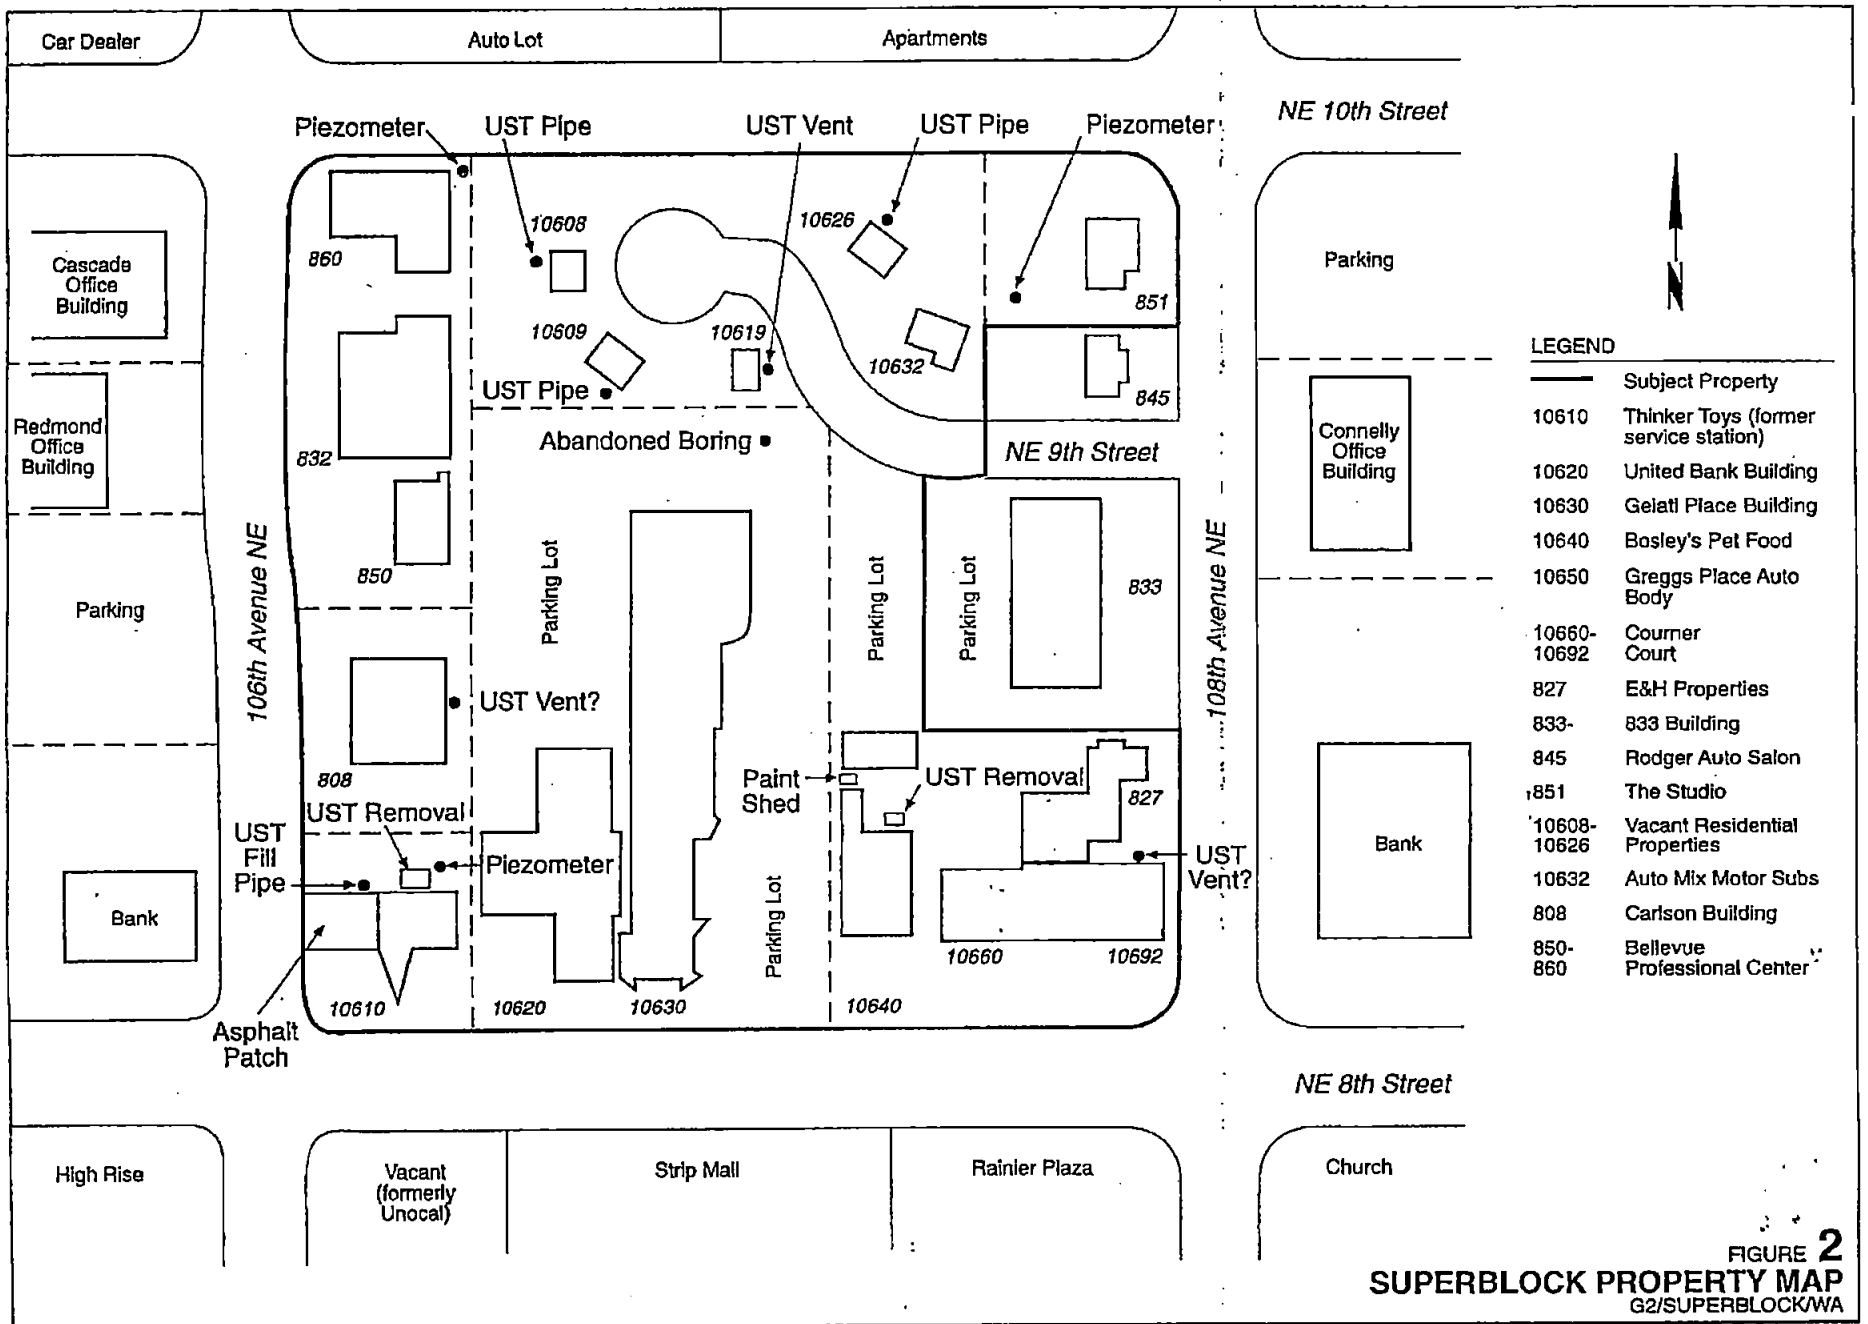 Car Dealer
Auto Lot
Apartments
NE 10th Street
Piezometer
UST Pipe
UST Vent
UST Pipe
Piezometer
10608
10626
860
851
Cascade
Office
Building
Parking
10609
10619
10632
845
UST Pipe
Abandoned Boring
NE 9th Street
832
Redmond
Office
Building
Connelly
Office
Building
850
106th Avenue NE
Parking Lot
Parking Lot
Parking Lot
833
108th Avenue NE
Parking
UST Vent?
808
Paint
Shed
UST Removal
827
UST Removal
UST
Fill
Pipe
Piezometer
UST
Vent?
Bank
Bank
Parking Lot
10660
10692
10610
10620
10630
10640
Asphalt
Patch
NE 8th Street
High Rise
Vacant
(formerly
Unocal)
Strip Mall
Rainier Plaza
Church
LEGEND
Subject Property
10610 Thinker Toys (former
service station)
10620 United Bank Building
10630 Gelati Place Building
10640 Bosley's Pet Food
10650 Greggs Place Auto
Body
10660- Courner
10692 Court
827 E&H Properties
833- 833 Building
845 Rodger Auto Salon
851 The Studio
10608- Vacant Residential
10626 Properties
10632 Auto Mix Motor Subs
808 Carlson Building
850- Bellevue
860 Professional Center
N
FIGURE 2
SUPERBLOCK PROPERTY MAP
G2/SUPERBLOCK/WA